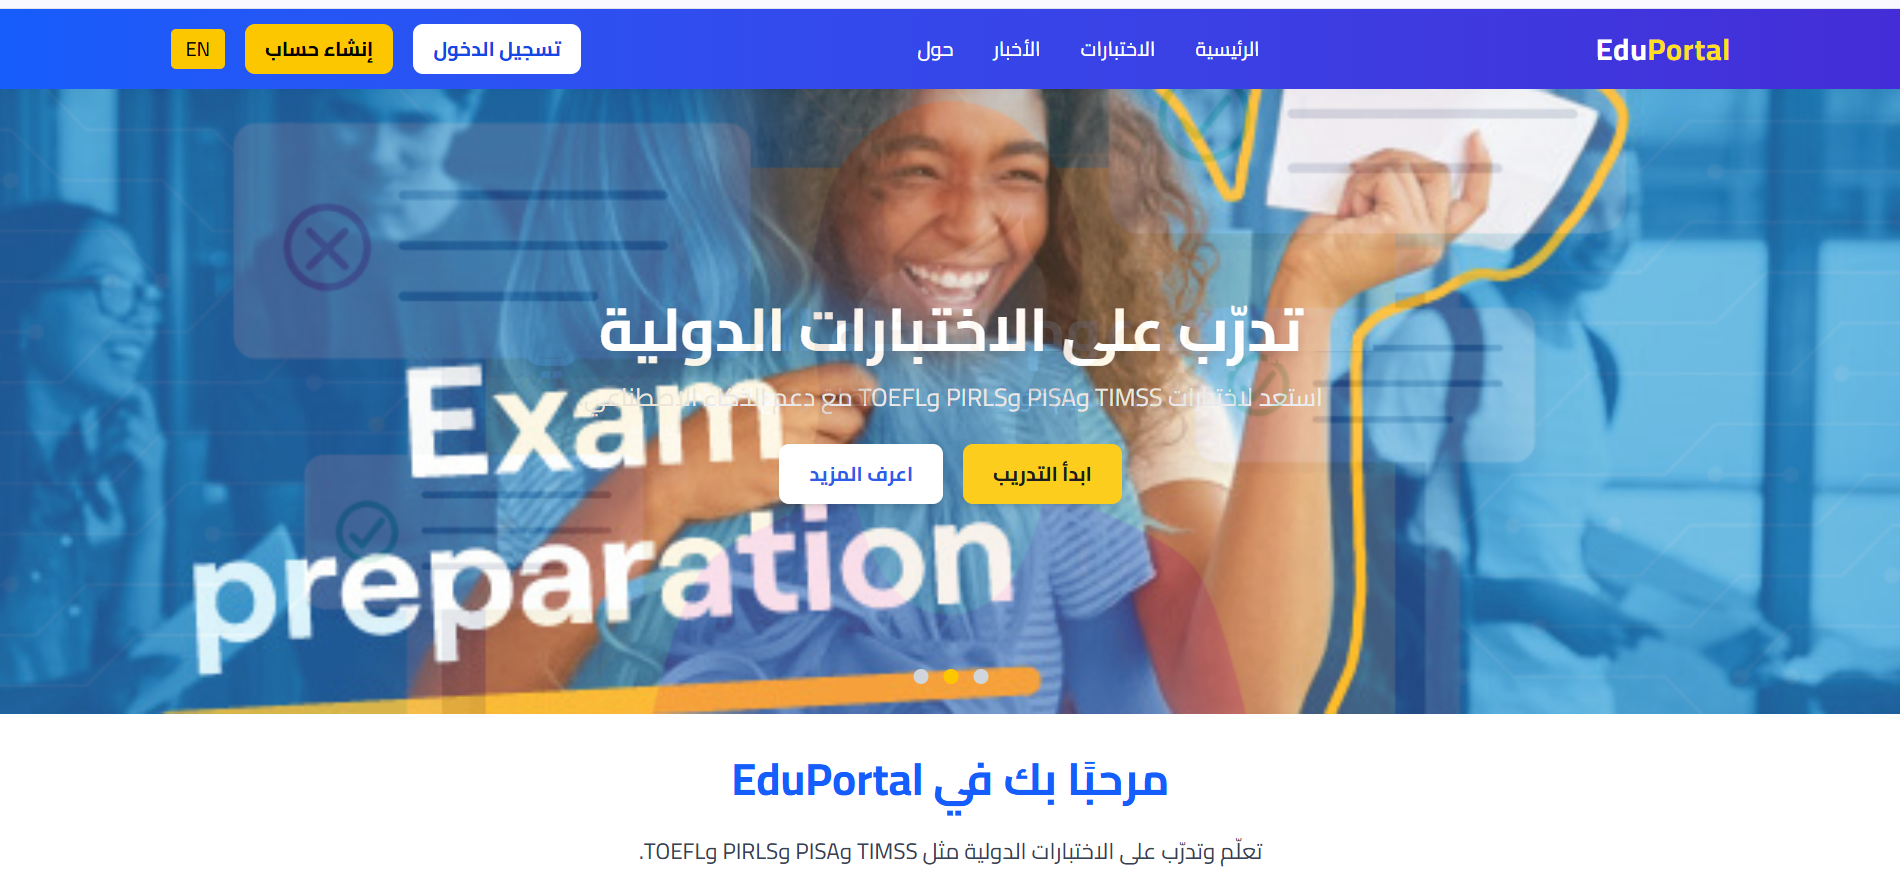 EduPortal
الرئيسية
الاختبارات
الأخبار
حول
تسجيل الدخول
إنشاء حساب
EN
تدرّب على الاختبارات الدولية
استعد لاختبارات TIMSS وPISA وPIRLS وTOEFL مع دعم الذكاء الاصطناعي
Exam
ابدأ التدريب
اعرف المزيد
preparation
مرحبًا بك في EduPortal
تعلّم وتدرّب على الاختبارات الدولية مثل TIMSS وPISA وPIRLS وTOEFL.